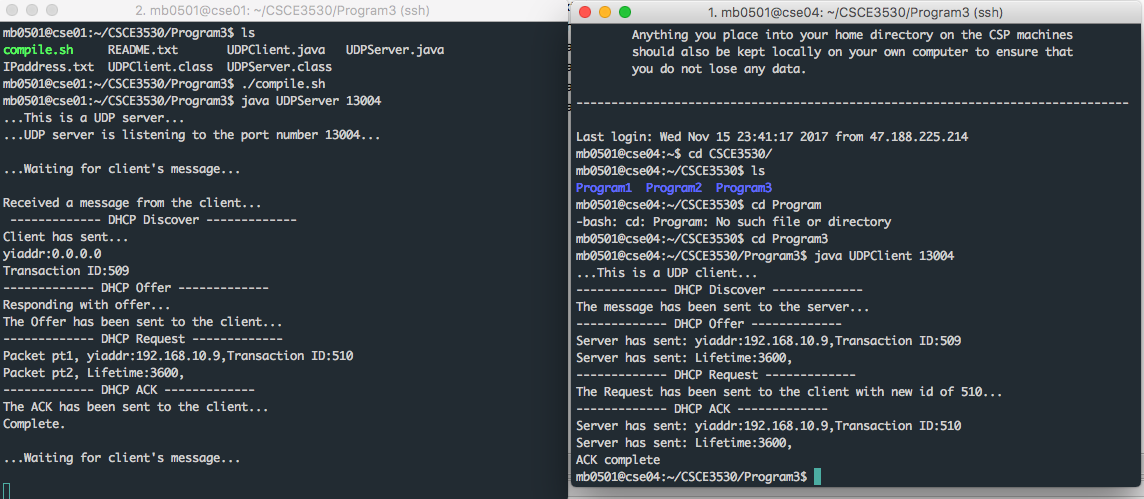 2. mb0501@cse01: ~/CSCE3530/Program3 (ssh)
mb0501@cse01:~/CSCE3530/Program3$ ls
compile.sh README.txt UDPClient.java UDPServer.java
IPaddress.txt UDPClient.class UDPServer.class
mb0501@cse01:~/CSCE3530/Program3$ ./compile.sh
mb0501@cse01:~/CSCE3530/Program3$ java UDPServer 13004
...This is a UDP server...
...UDP server is listening to the port number 13004...
...Waiting for client's message...
Received a message from the client...
------------- DHCP Discover -------------
Client has sent...
yiaddr:0.0.0.0
Transaction ID:509
------------- DHCP Offer -------------
Responding with offer...
The Offer has been sent to the client...
------------- DHCP Request -------------
Packet pt1, yiaddr:192.168.10.9,Transaction ID:510
Packet pt2, Lifetime:3600,
------------- DHCP ACK -------------
The ACK has been sent to the client...
Complete.
...Waiting for client's message...
1. mb0501@cse04: ~/CSCE3530/Program3 (ssh)
Anything you place into your home directory on the CSP machines
should also be kept locally on your own computer to ensure that
you do not lose any data.
-------------------------------------------------------------------------------
Last login: Wed Nov 15 23:41:17 2017 from 47.188.225.214
mb0501@cse04:~$ cd CSCE3530/
mb0501@cse04:~/CSCE3530$ ls
Program1 Program2 Program3
mb0501@cse04:~/CSCE3530$ cd Program
-bash: cd: Program: No such file or directory
mb0501@cse04:~/CSCE3530$ cd Program3
mb0501@cse04:~/CSCE3530/Program3$ java UDPClient 13004
...This is a UDP client...
------------- DHCP Discover -------------
The message has been sent to the server...
------------- DHCP Offer -------------
Server has sent: yiaddr:192.168.10.9,Transaction ID:509
Server has sent: Lifetime:3600,
------------- DHCP Request -------------
The Request has been sent to the client with new id of 510...
------------- DHCP ACK -------------
Server has sent: yiaddr:192.168.10.9,Transaction ID:510
Server has sent: Lifetime:3600,
ACK complete
mb0501@cse04:~/CSCE3530/Program3$